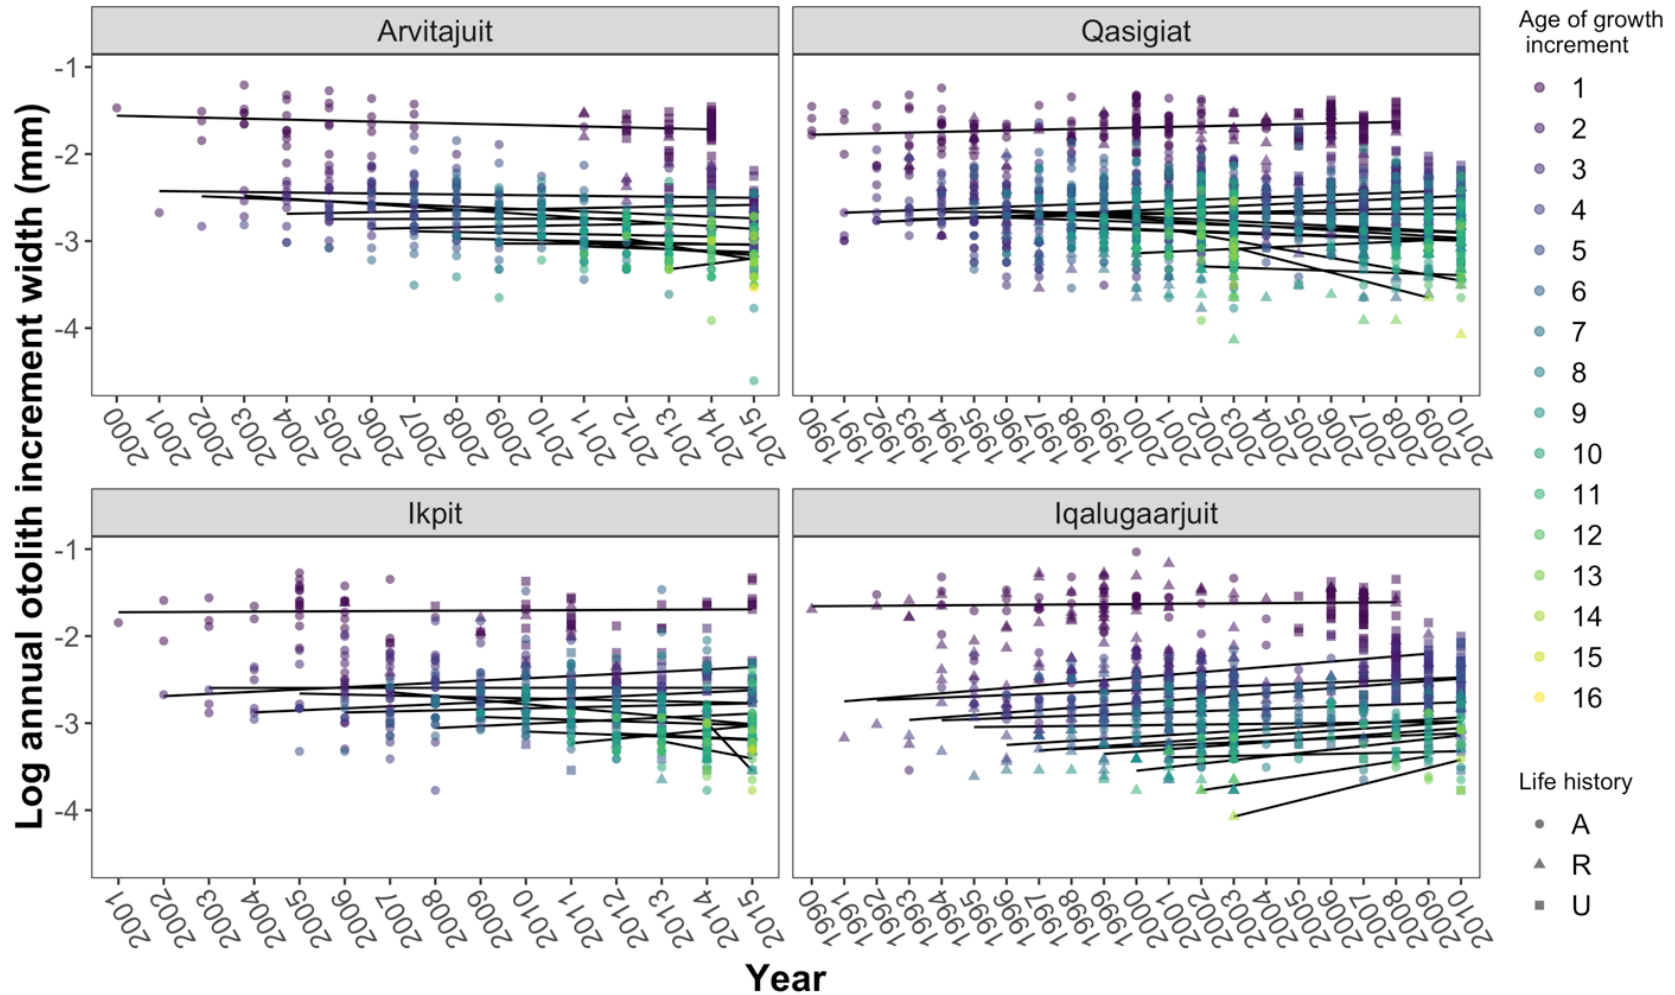 Arvitajuit
Qasigiat
Age of growth
increment
-1
-2
-3
-4
1
2
3
4
5
6
7
8
9
10
11
12
13
14
15
16
2000 2001 2002 2003 2004 2005 2006 2007 2008 2009 2010 2011 2012 2013 2014 2015
1990 1991 1992 1993 1994 1995 1996 1997 1998 1999 2000 2001 2002 2003 2004 2005 2006 2007 2008 2009 2010
Log annual otolith increment width (mm)
Ikpit
Iqalugaarjuit
-1
-2
-3
-4
Life history
A
R
U
2001 2002 2003 2004 2005 2006 2007 2008 2009 2010 2011 2012 2013 2014 2015
1990 1991 1992 1993 1994 1995 1996 1997 1998 1999 2000 2001 2002 2003 2004 2005 2006 2007 2008 2009 2010
Year